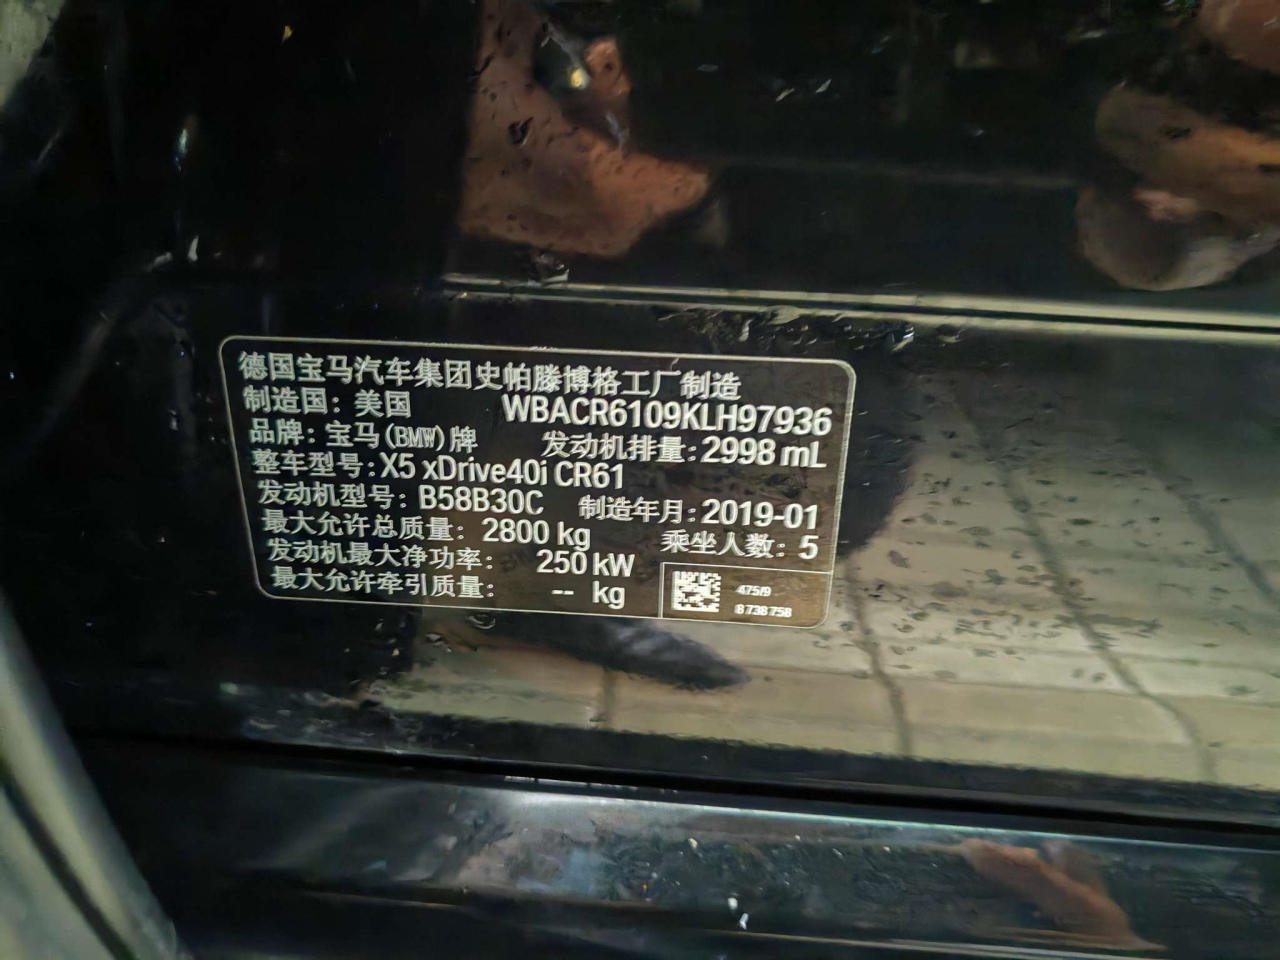 德国宝马汽车集团史帕滕博格工厂制造
制造国：美国 WBACR6109KLH97936
品牌：宝马(BMW)牌 发动机排量：2998 mL
整车型号：X5 xDrive40i CR61
发动机型号：B58B30C 制造年月：2019-01
最大允许总质量：2800 kg 乘坐人数：5
发动机最大净功率：250 kW
最大允许牵引质量：-- kg
475/9
8 738 758